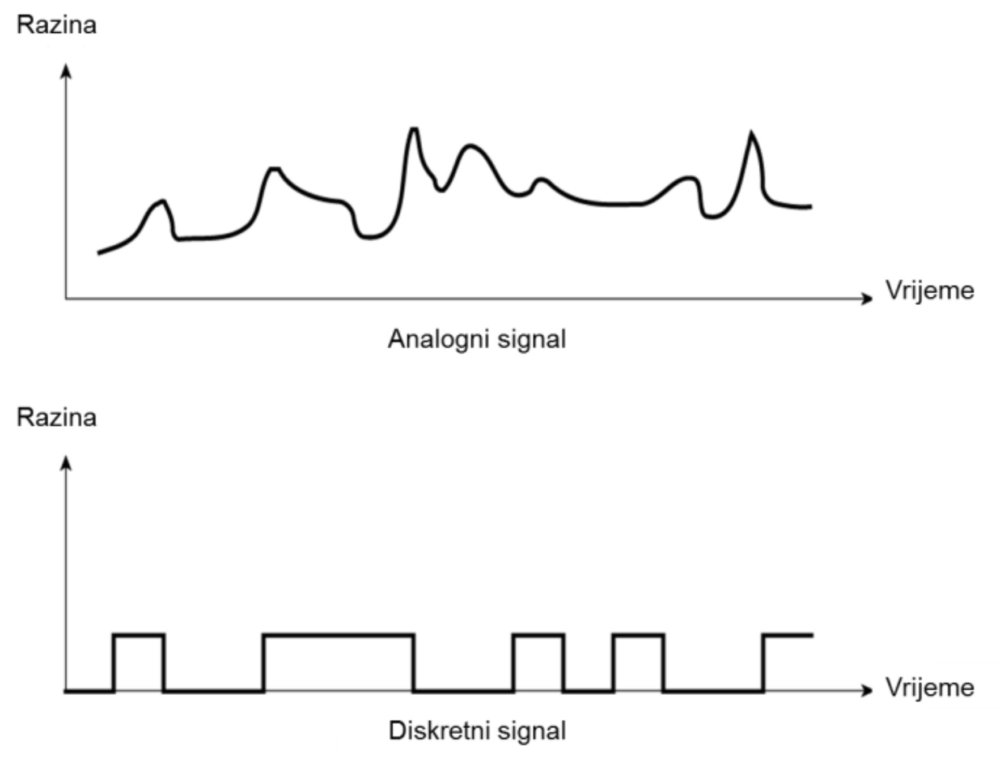 Razina
Vrijeme
Analogni signal
Razina
Vrijeme
Diskretni signal